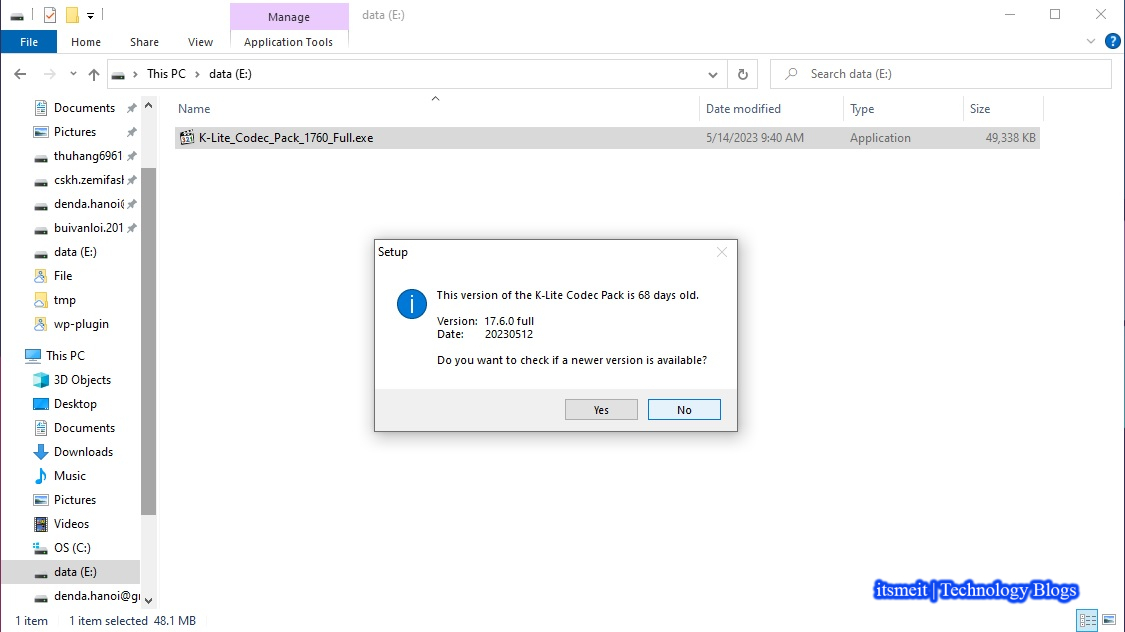 Manage
data (E:)
File
Home
Share
View
Application Tools
?
This PC
data (E:)
Search data (E:)
Name
Date modified
Type
Size
K-Lite_Codec_Pack_1760_Full.exe
5/14/2023 9:40 AM
Application
49,338 KB
Documents
Pictures
thuhang6961
cskh.zemifash
denda.hanoi@
buivanloi.201
data (E:)
File
tmp
wp-plugin
This PC
3D Objects
Desktop
Documents
Downloads
Music
Pictures
Videos
OS (C:)
data (E:)
denda.hanoi@g
Setup
This version of the K-Lite Codec Pack is 68 days old.
Version: 17.6.0 full
Date: 20230512
Do you want to check if a newer version is available?
Yes
No
itsmeit | Technology Blogs
1 item
1 item selected 48.1 MB